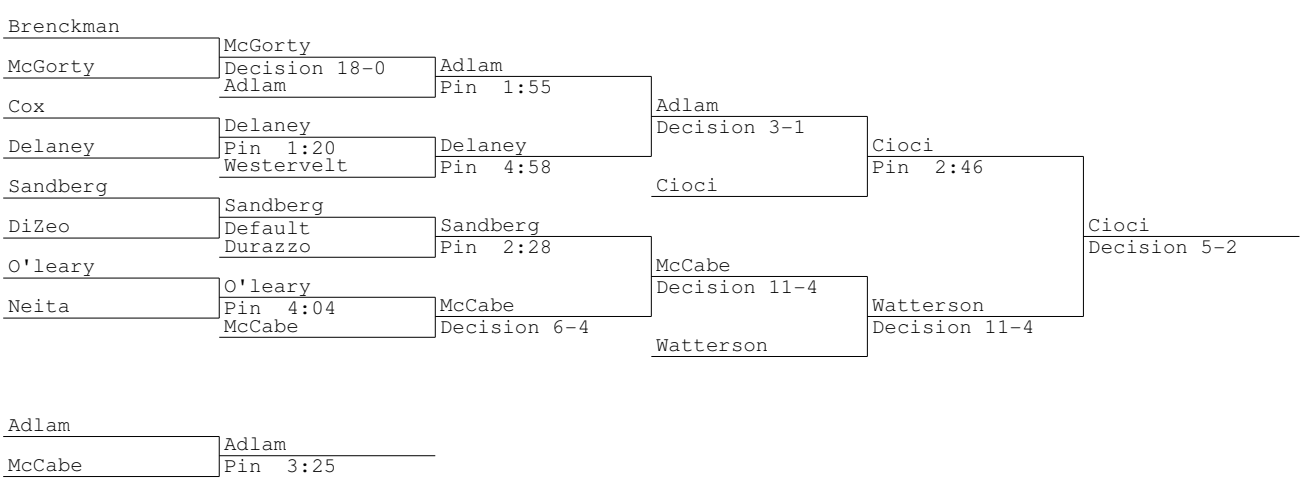 Brenckman
McGorty
McGorty
Decision 18-0
Adlam
Adlam
Pin 1:55
Cox
Delaney
Delaney
Pin 1:20
Westervelt
Delaney
Pin 4:58
Adlam
Decision 3-1
Cioci
Cioci
Pin 2:46
Sandberg
DiZeo
Sandberg
Default
Durazzo
Sandberg
Pin 2:28
O'leary
Neita
O'leary
Pin 4:04
McCabe
McCabe
Decision 6-4
McCabe
Decision 11-4
Watterson
Watterson
Decision 11-4
Cioci
Decision 5-2
Adlam
McCabe
Adlam
Pin 3:25